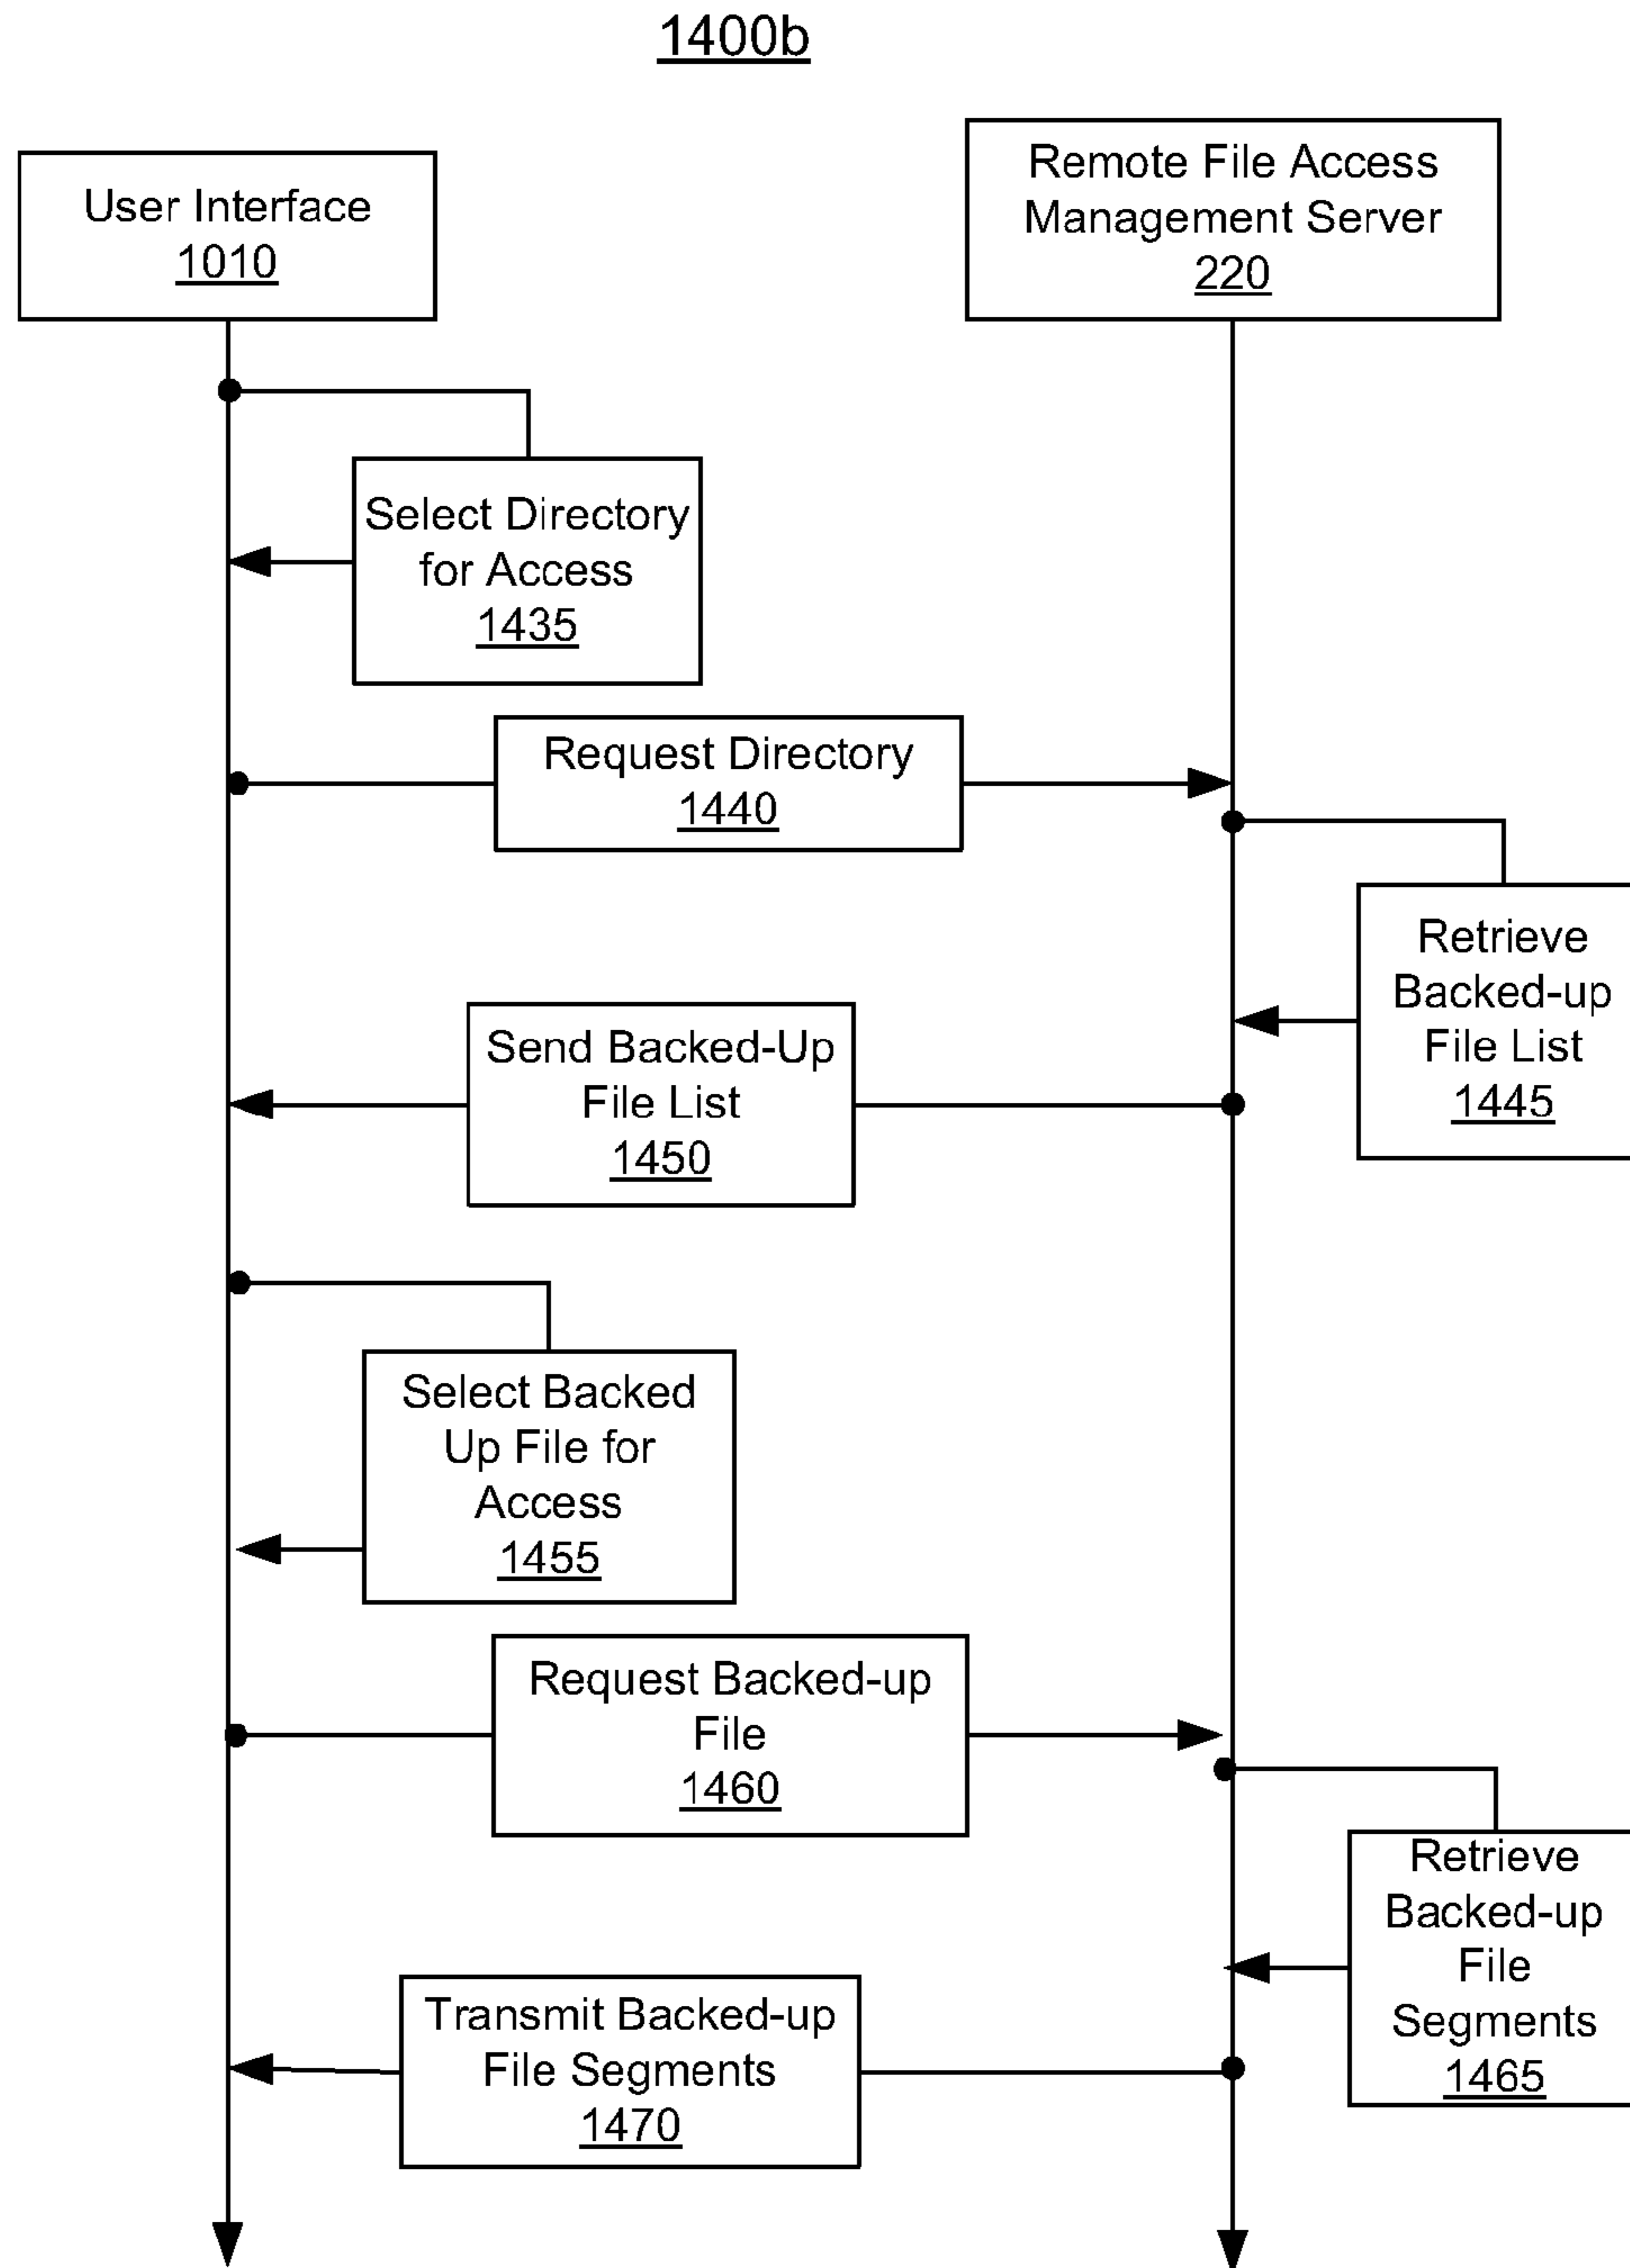 1400b
User Interface
1010
Remote File Access
Management Server
220
Select Directory
for Access
1435
Request Directory
1440
Retrieve
Backed-up
File List
1445
Send Backed-Up
File List
1450
Select Backed
Up File for
Access
1455
Request Backed-up
File
1460
Retrieve
Backed-up
File
Segments
1465
Transmit Backed-up
File Segments
1470